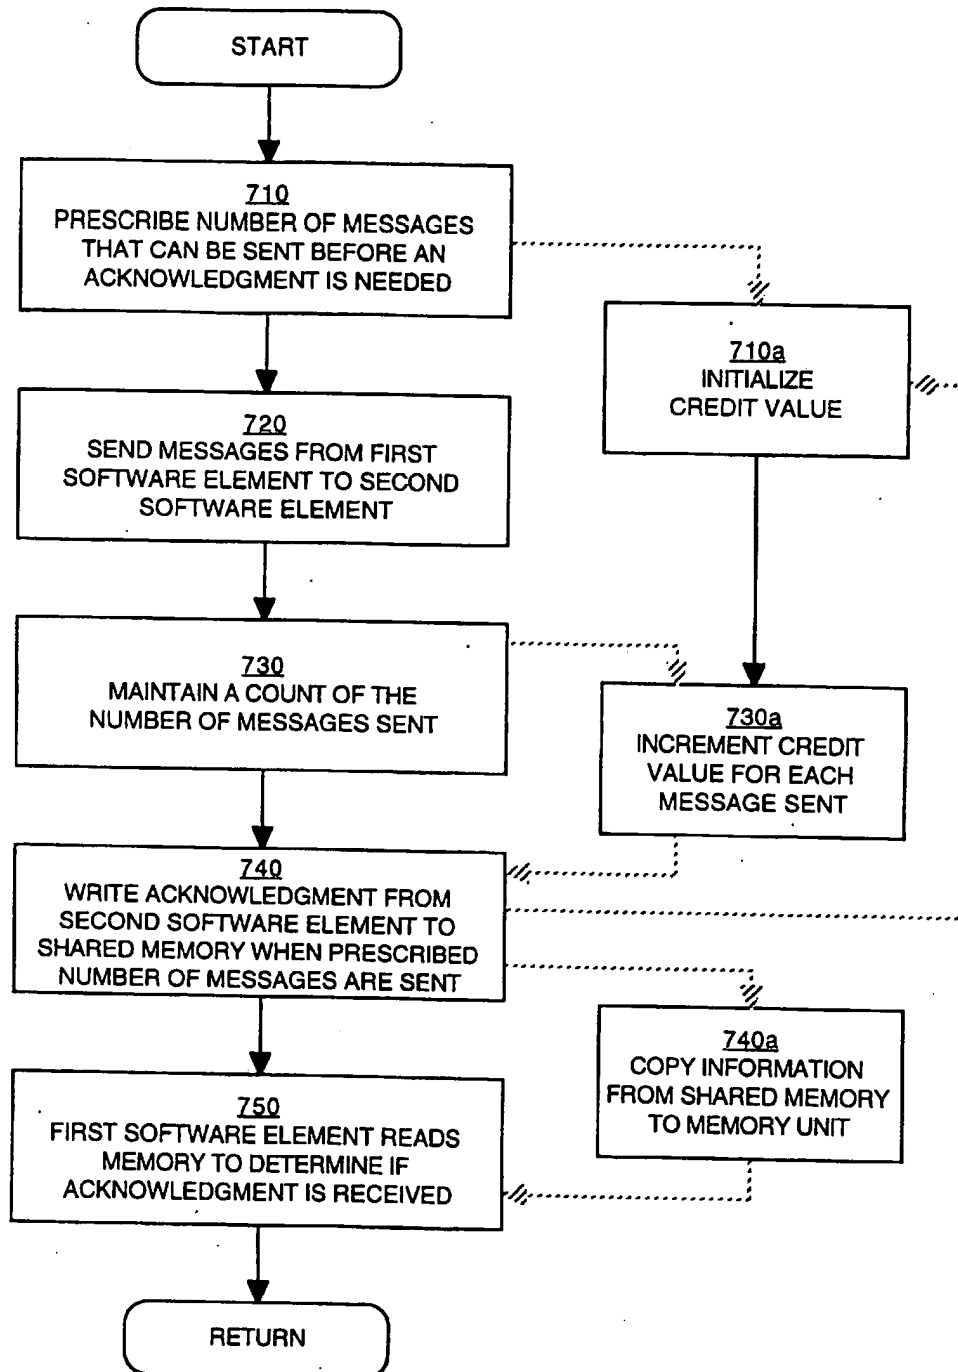 START
710
PRESCRIBE NUMBER OF MESSAGES
THAT CAN BE SENT BEFORE AN
ACKNOWLEDGMENT IS NEEDED
710a
INITIALIZE
CREDIT VALUE
720
SEND MESSAGES FROM FIRST
SOFTWARE ELEMENT TO SECOND
SOFTWARE ELEMENT
730
MAINTAIN A COUNT OF THE
NUMBER OF MESSAGES SENT
730a
INCREMENT CREDIT
VALUE FOR EACH
MESSAGE SENT
740
WRITE ACKNOWLEDGMENT FROM
SECOND SOFTWARE ELEMENT TO
SHARED MEMORY WHEN PRESCRIBED
NUMBER OF MESSAGES ARE SENT
740a
COPY INFORMATION
FROM SHARED MEMORY
TO MEMORY UNIT
750
FIRST SOFTWARE ELEMENT READS
MEMORY TO DETERMINE IF
ACKNOWLEDGMENT IS RECEIVED
RETURN